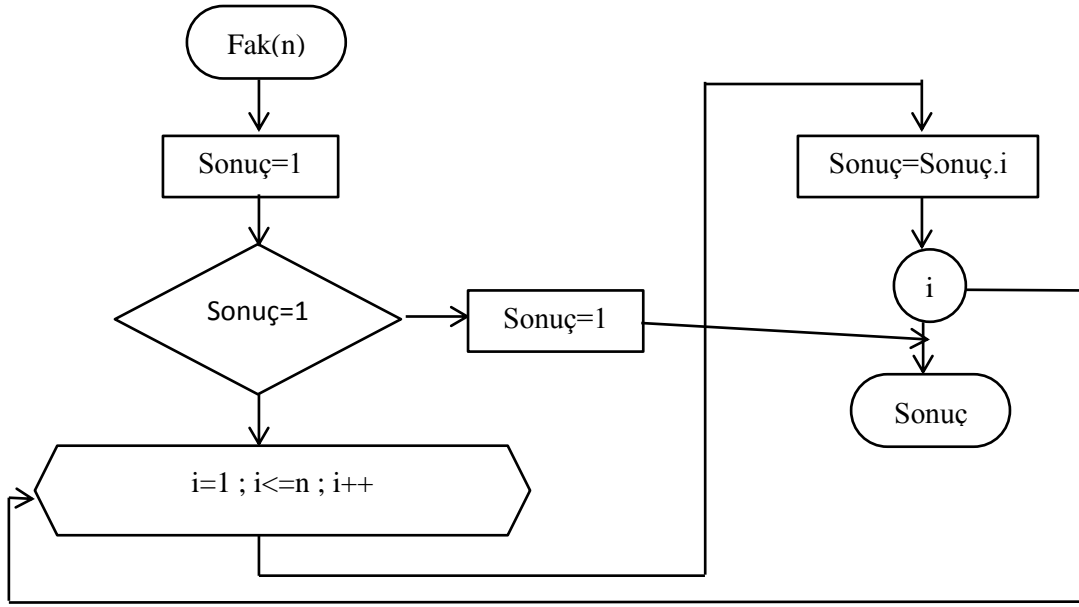 Fak(n)
Sonuç=1
Sonuç=1
Sonuç=1
i=1 ; i<=n ; i++
Sonuç=Sonuç.i
i
Sonuç